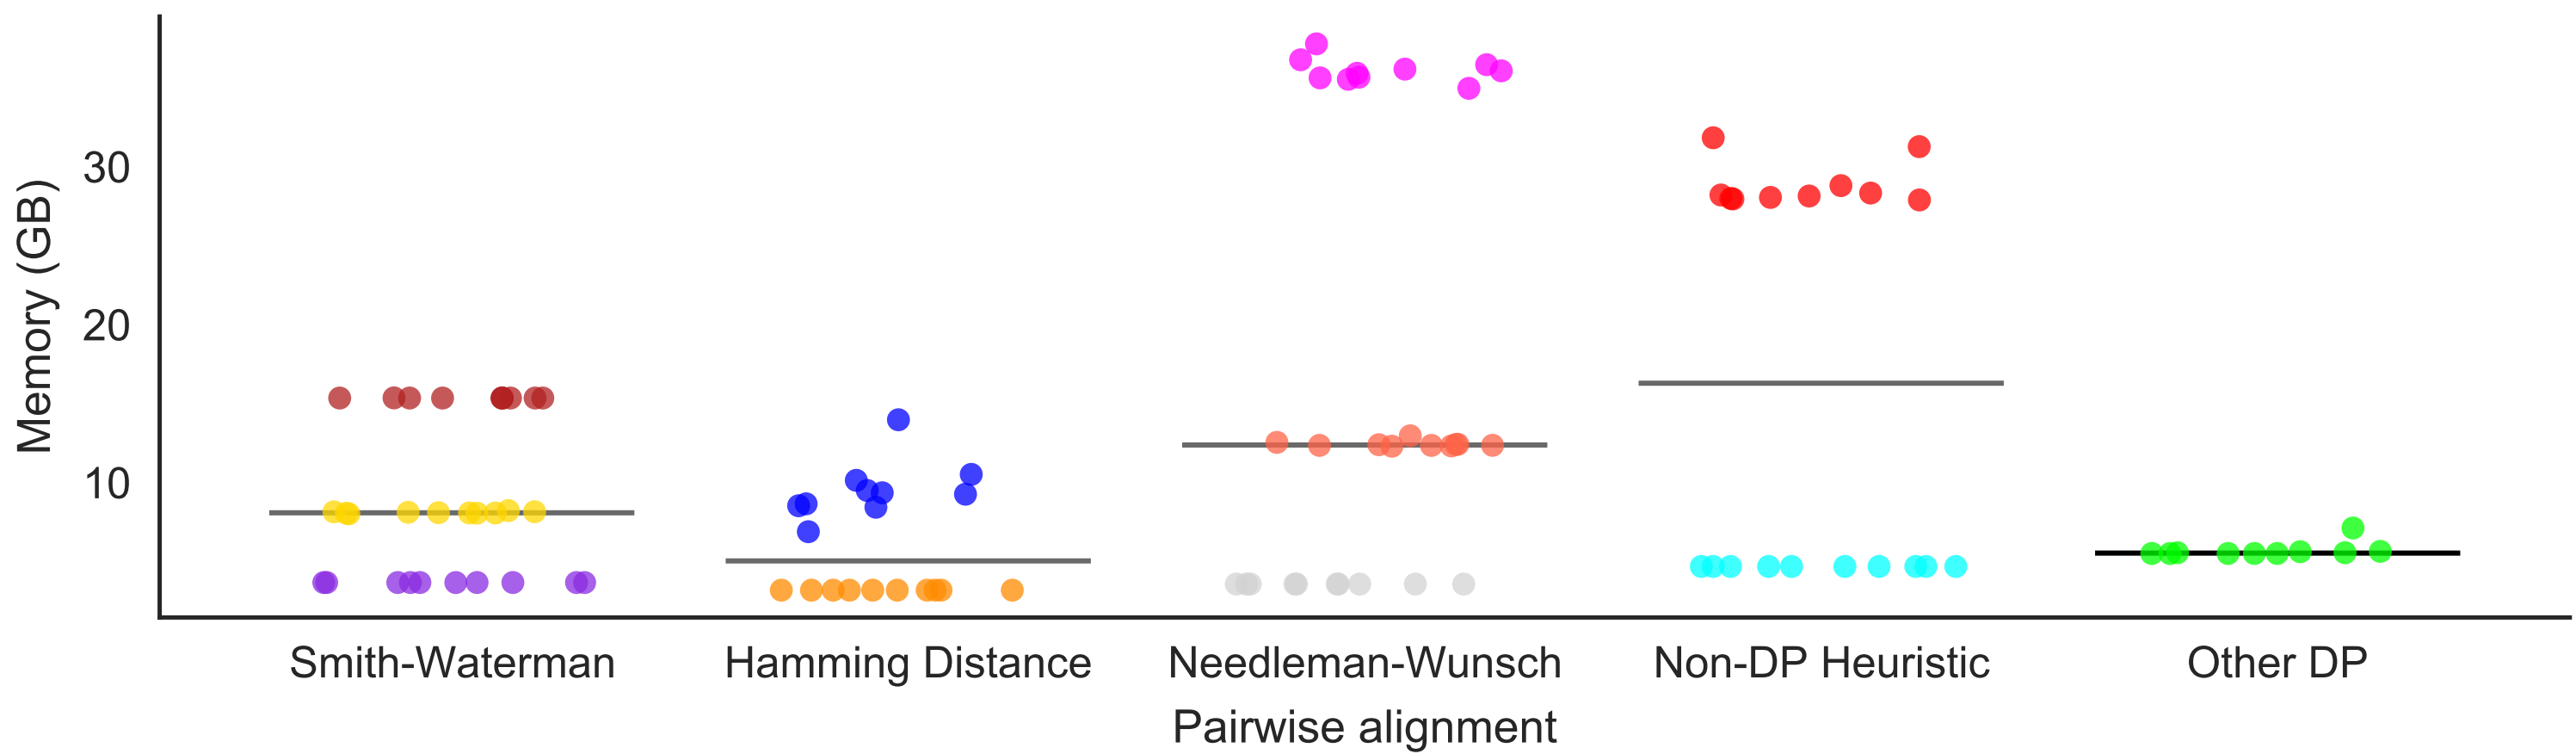 Memory (GB)
30
20
10
Smith-Waterman Hamming Distance Needleman-Wunsch Non-DP Heuristic Other DP
Pairwise alignment